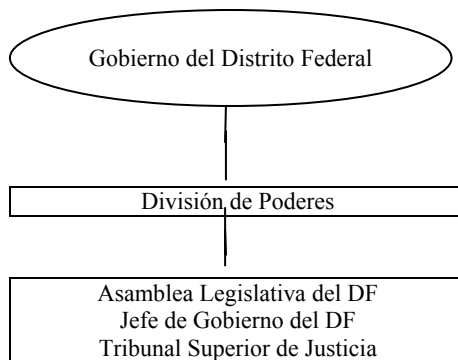 Gobierno del Distrito Federal
División de Poderes
Asamblea Legislativa del DF
Jefe de Gobierno del DF
Tribunal Superior de Justicia